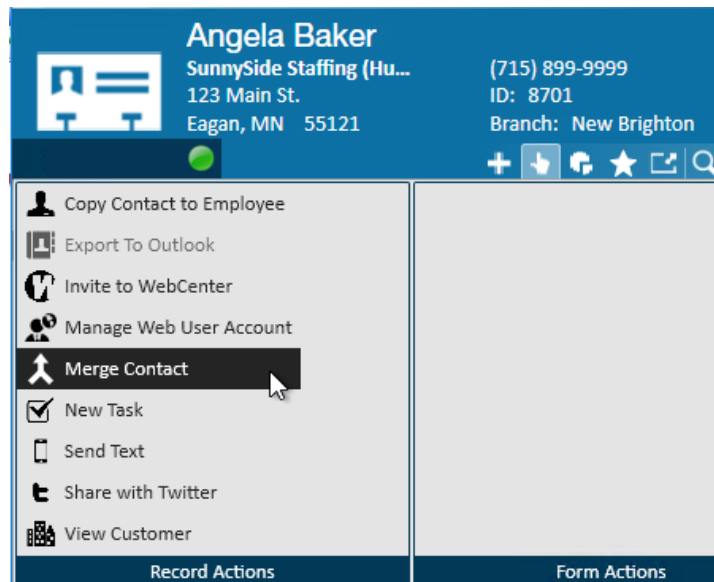 Angela Baker
SunnySide Staffing (Hu...
(715) 899-9999
123 Main St.
ID: 8701
Eagan, MN 55121
Branch: New Brighton
Copy Contact to Employee
Export To Outlook
Invite to WebCenter
Manage Web User Account
Merge Contact
New Task
Send Text
Share with Twitter
View Customer
Record Actions
Form Actions